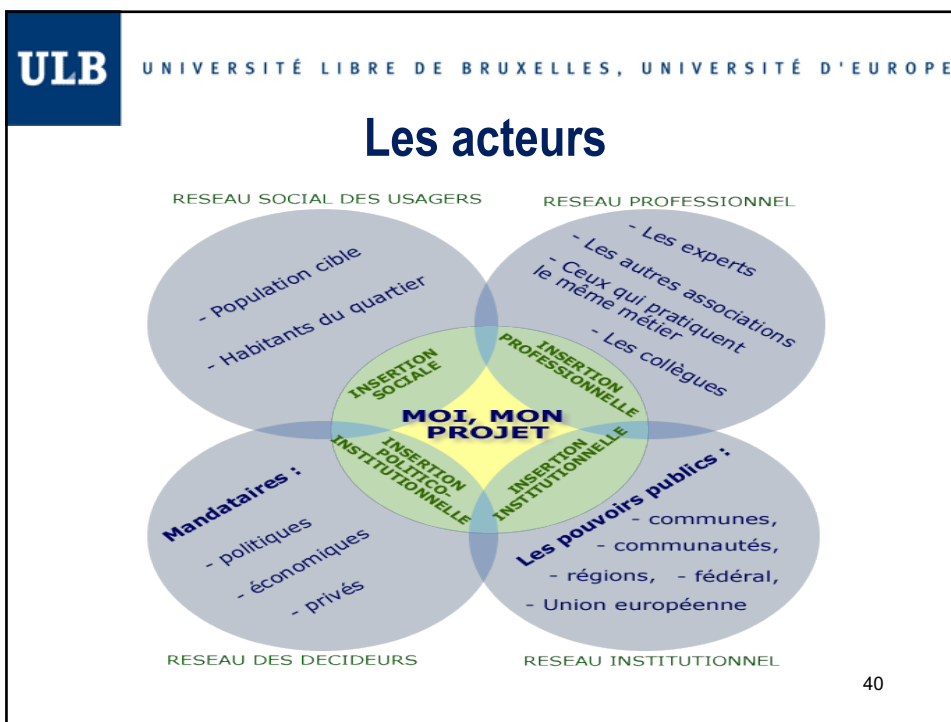 ULB
UNIVERSITÉ LIBRE DE BRUXELLES, UNIVERSITÉ D'EUROPE
Les acteurs
RESEAU SOCIAL DES USAGERS
- Population cible
- Habitants du quartier
INSERTION
SOCIALE
RESEAU PROFESSIONNEL
- Les experts
- Les autres associations
- Ceux qui pratiquent
le même métier
- Les collègues
INSERTION
PROFESSIONNELLE
MOI, MON
PROJET
INSERTION
POLITICO-
INSTITUTIONNELLE
Mandataires :
- politiques
- économiques
- privés
RESEAU DES DECIDEURS
INSERTION
INSTITUTIONNELLE
Les pouvoirs publics :
- communes,
- communautés,
- régions, - fédéral,
- Union européenne
RESEAU INSTITUTIONNEL
40